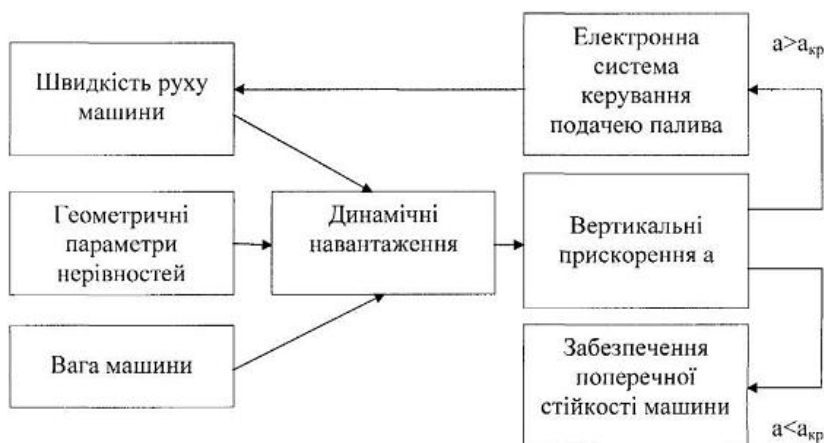 Швидкість руху
машини
Геометричні
параметри
нерівностей
Вага машини
Динамічні
навантаження
Електронна
система
керування
подачею палива
a>aкр
Вертикальні
прискорення а
Забезпечення
поперечної
стійкості машини
a<aкр